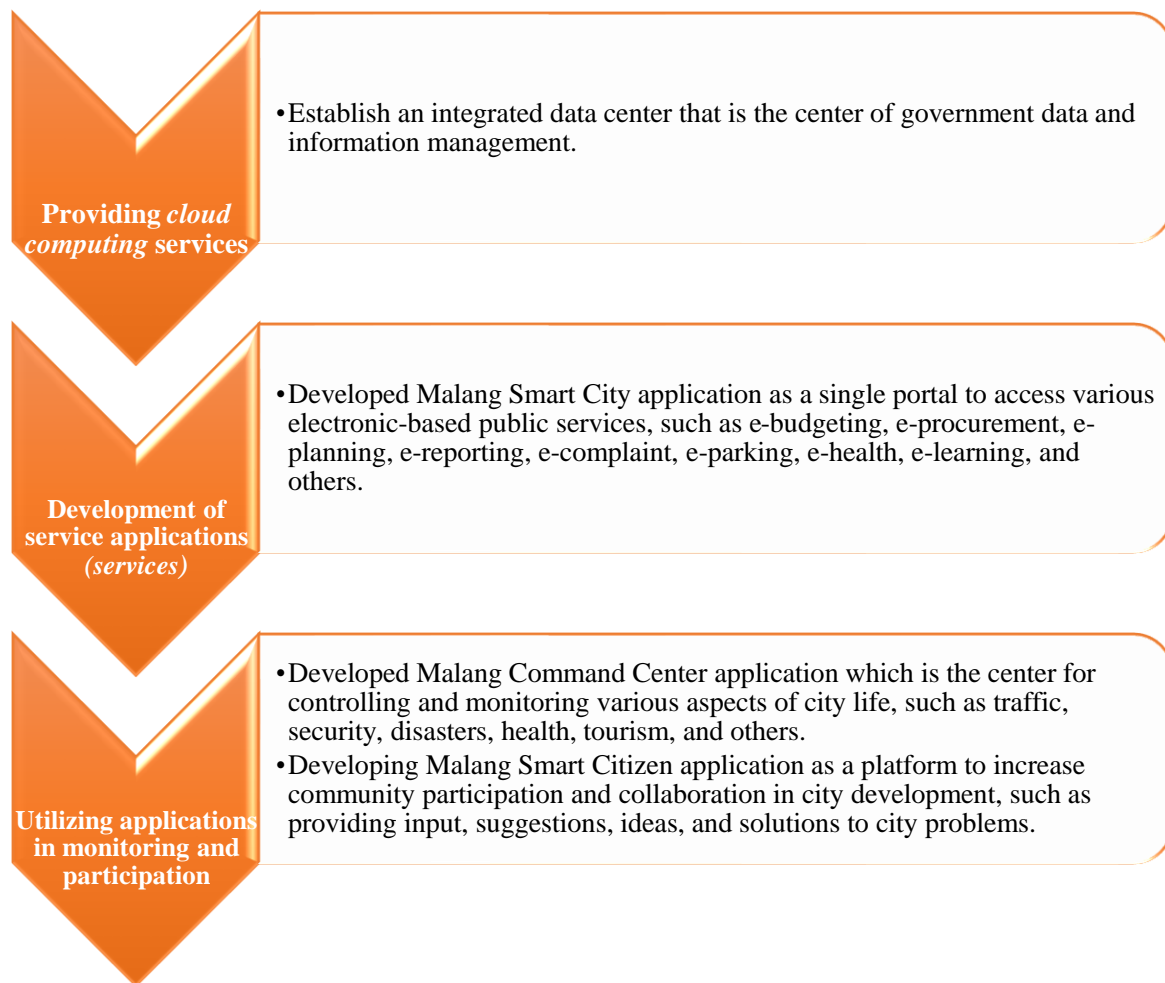 Providing cloud
computing services
•Establish an integrated data center that is the center of government data and
information management.
Development of
service applications
(services)
•Developed Malang Smart City application as a single portal to access various
electronic-based public services, such as e-budgeting, e-procurement, e-
planning, e-reporting, e-complaint, e-parking, e-health, e-learning, and
others.
Utilizing applications
in monitoring and
participation
•Developed Malang Command Center application which is the center for
controlling and monitoring various aspects of city life, such as traffic,
security, disasters, health, tourism, and others.
•Developing Malang Smart Citizen application as a platform to increase
community participation and collaboration in city development, such as
providing input, suggestions, ideas, and solutions to city problems.